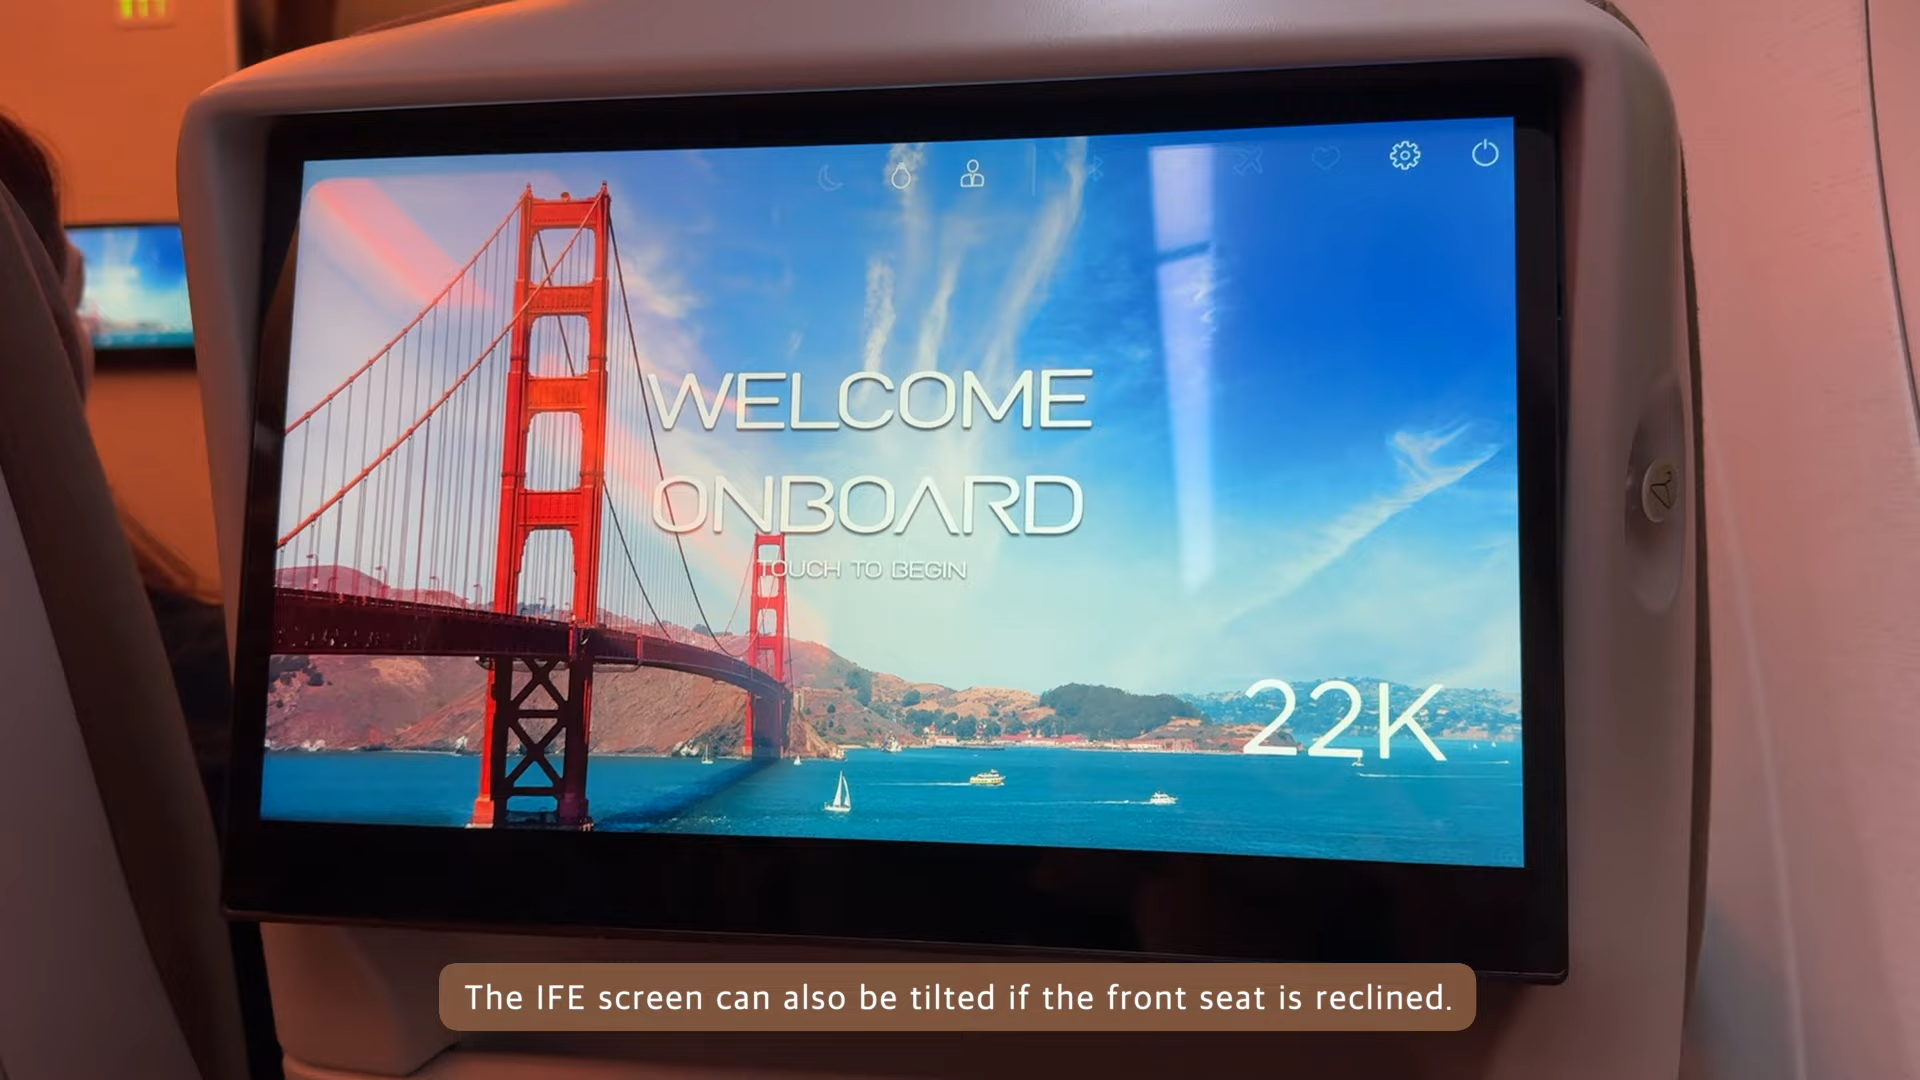 WELCOME
ONBOARD
TOUCH TO BEGIN
22K
The IFE screen can also be tilted if the front seat is reclined.